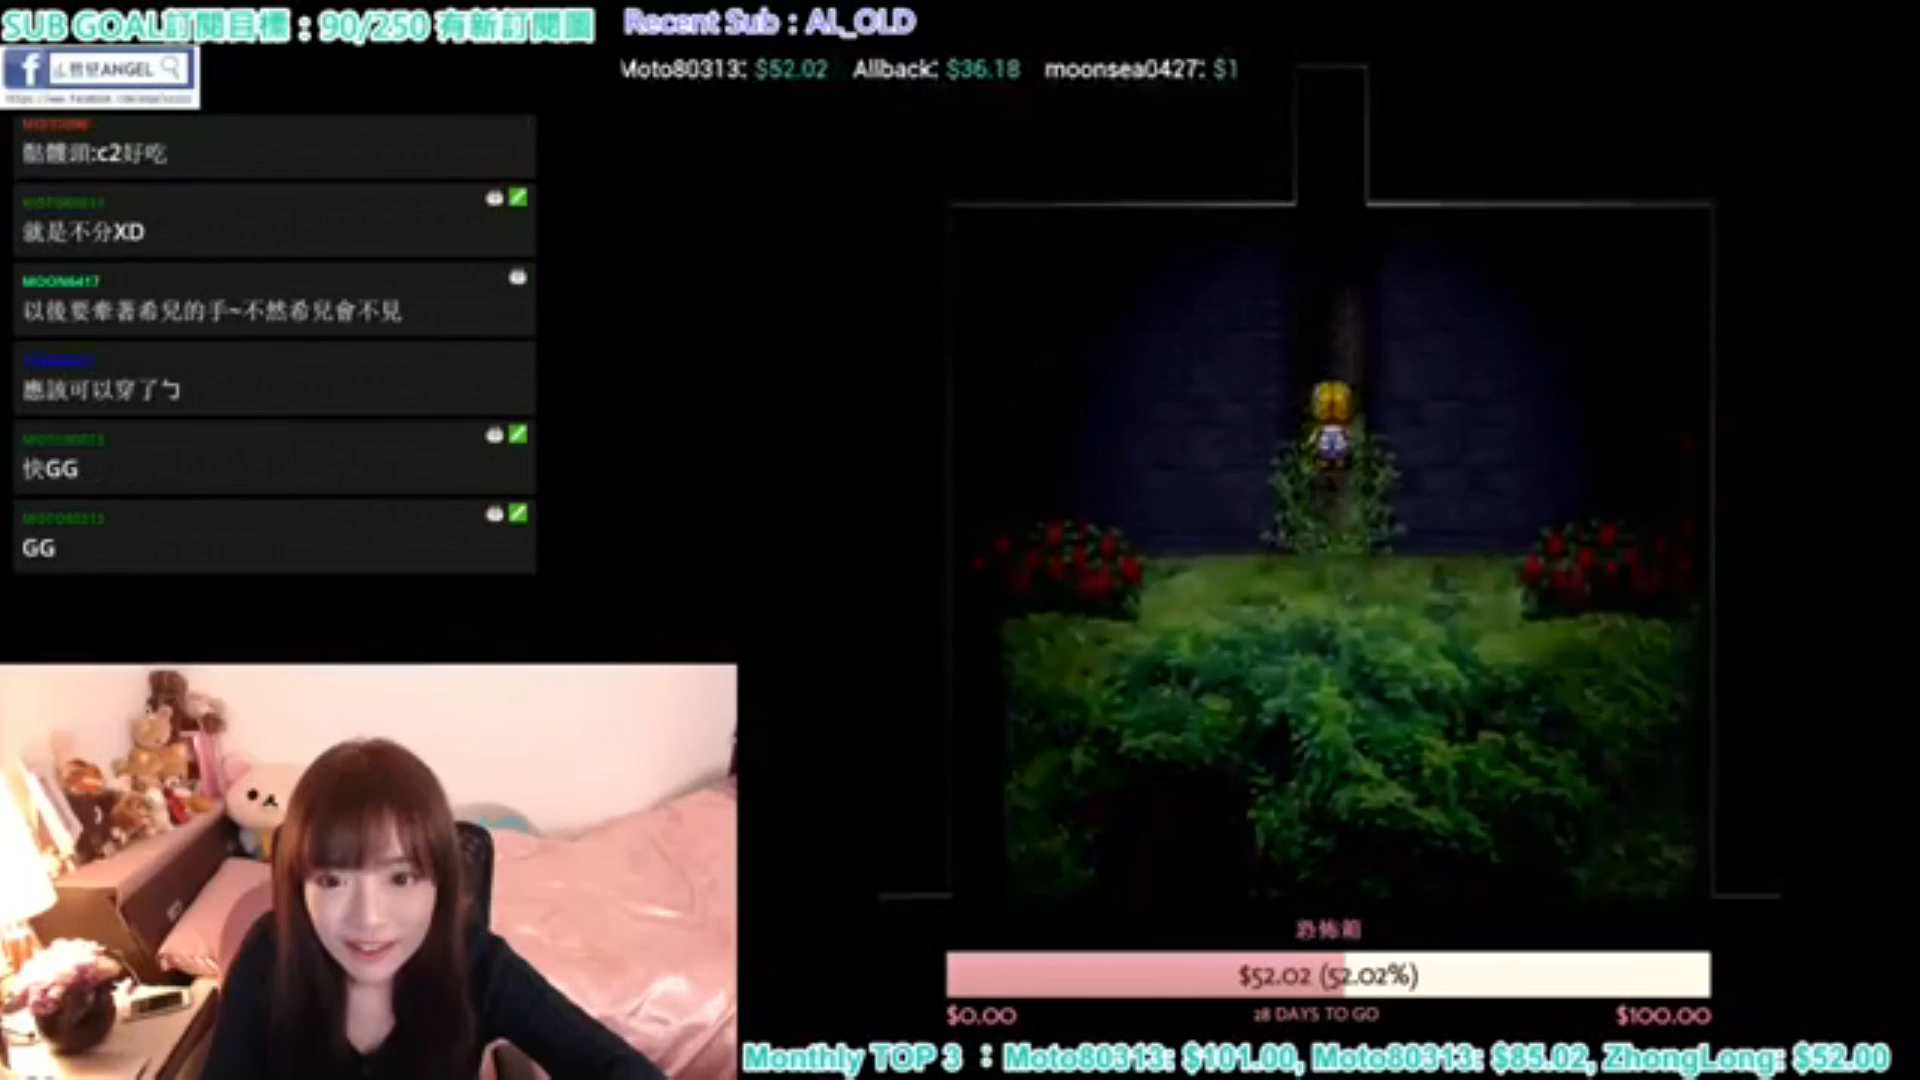 SUB GOAL訂閱目標：90/250 有新訂閱圖
Recent Sub : AL_OLD
Moto80313: $52.02 Allback: $36.18 moonsea0427: $1
ANGEL
骷髏頭:c2好吃
就是不分XD
MOON6417
以後要牽著希兒的手~不然希兒會不見
應該可以穿了ㄅ
MOTO80313
快GG
MOTO80313
GG
恐怖箱
$52.02 (52.02%)
$0.00 28 DAYS TO GO $100.00
Monthly TOP 3 ：Moto80313: $101.00, Moto80313: $85.02, ZhongLong: $52.00